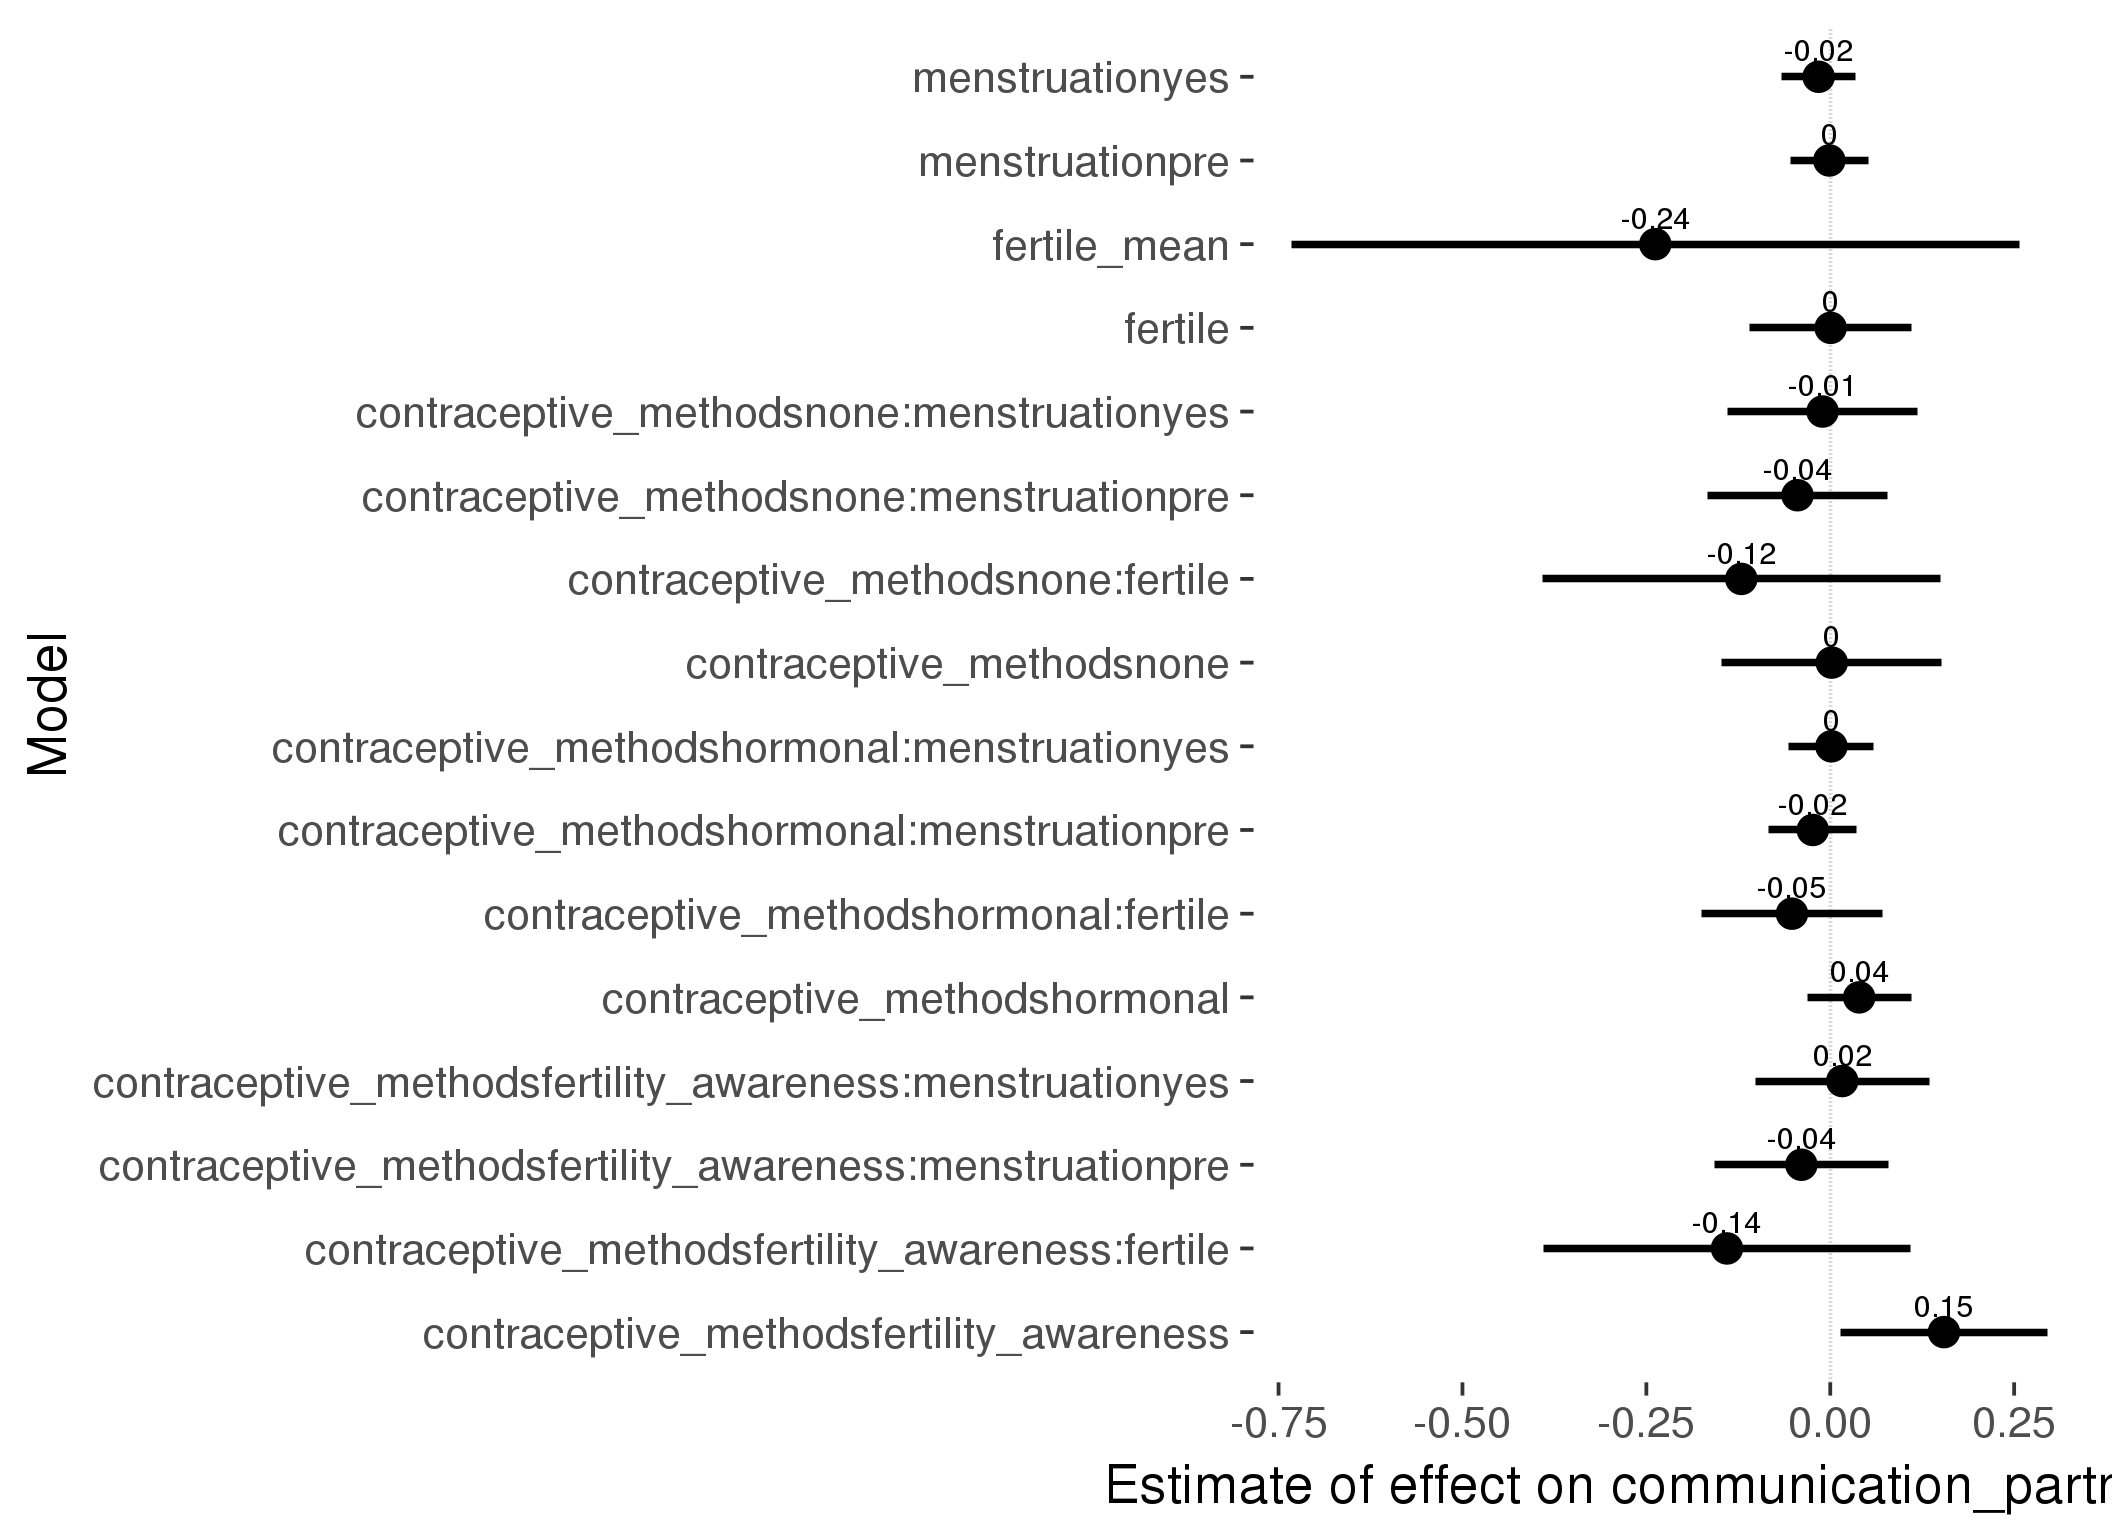 menstruationyes
-0.02
menstruationpre
0
fertile_mean
-0.24
fertile
0
contraceptive_methodsnone:menstruationyes
-0.01
contraceptive_methodsnone:menstruationpre
-0.04
contraceptive_methodsnone:fertile
-0.12
contraceptive_methodsnone
0
contraceptive_methodshormonal:menstruationyes
0
contraceptive_methodshormonal:menstruationpre
-0.02
contraceptive_methodshormonal:fertile
-0.05
contraceptive_methodshormonal
0.04
contraceptive_methodsfertility_awareness:menstruationyes
0.02
contraceptive_methodsfertility_awareness:menstruationpre
-0.04
contraceptive_methodsfertility_awareness:fertile
-0.14
contraceptive_methodsfertility_awareness
0.15
Model
-0.75 -0.50 -0.25 0.00 0.25
Estimate of effect on communication_partn